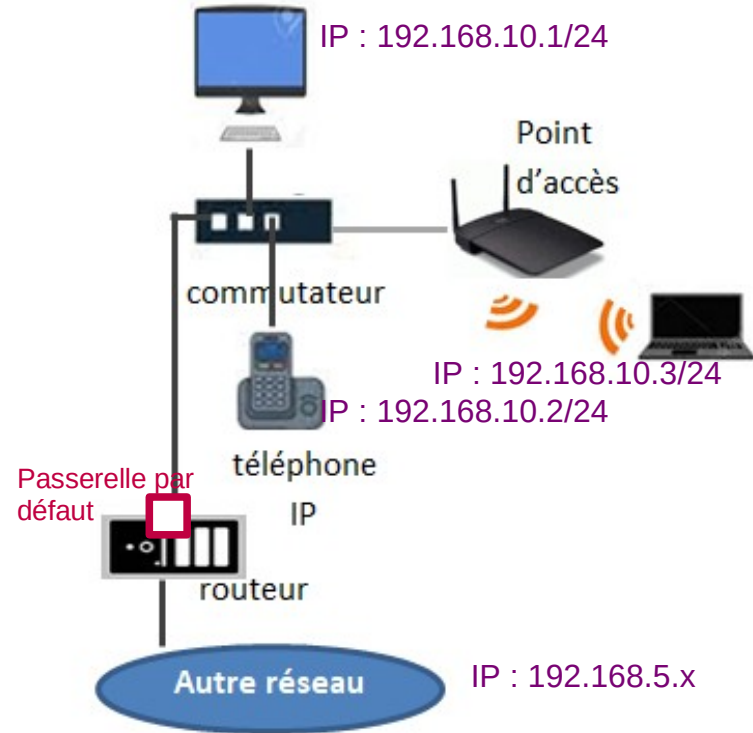 IP : 192.168.10.1/24
Point
d'accès
commutateur
IP : 192.168.10.3/24
IP : 192.168.10.2/24
téléphone
IP
Passerelle par
défaut
routeur
Autre réseau
IP : 192.168.5.x